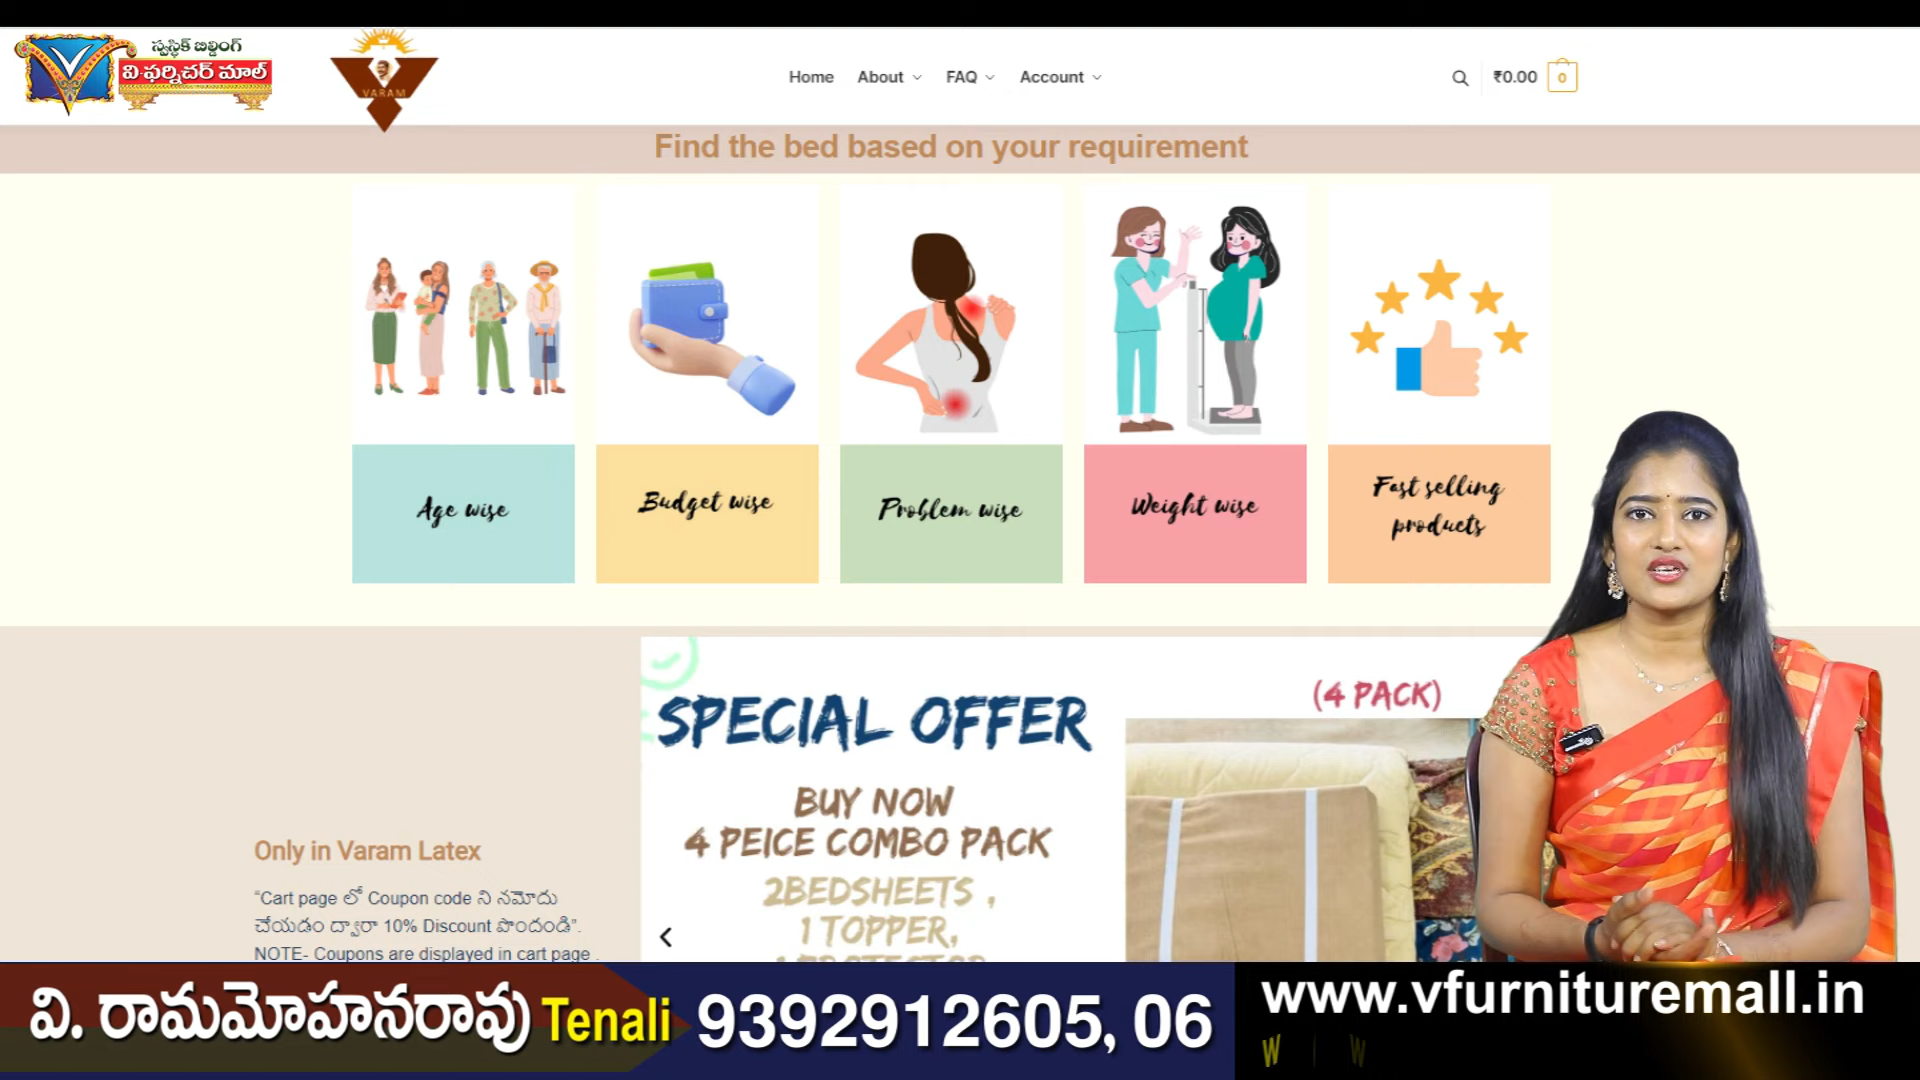 స్వస్తిక్ బిల్డింగ్
వి-ఫర్నిచర్ మాల్
VARAM
Home About FAQ Account ₹0.00 0
Find the bed based on your requirement
Age wise
Budget wise
Problem wise
Weight wise
Fast selling
products
SPECIAL OFFER
(4 PACK)
BUY NOW
4 PEICE COMBO PACK
2BEDSHEETS ,
1 TOPPER,
1 PROTECTOR
Only in Varam Latex
“Cart page లో Coupon code ని నమోదు
చేయడం ద్వారా 10% Discount పొందండి”.
NOTE- Coupons are displayed in cart page .
వి. రామమోహనరావు Tenali 9392912605, 06
www.vfurnituremall.in
W W